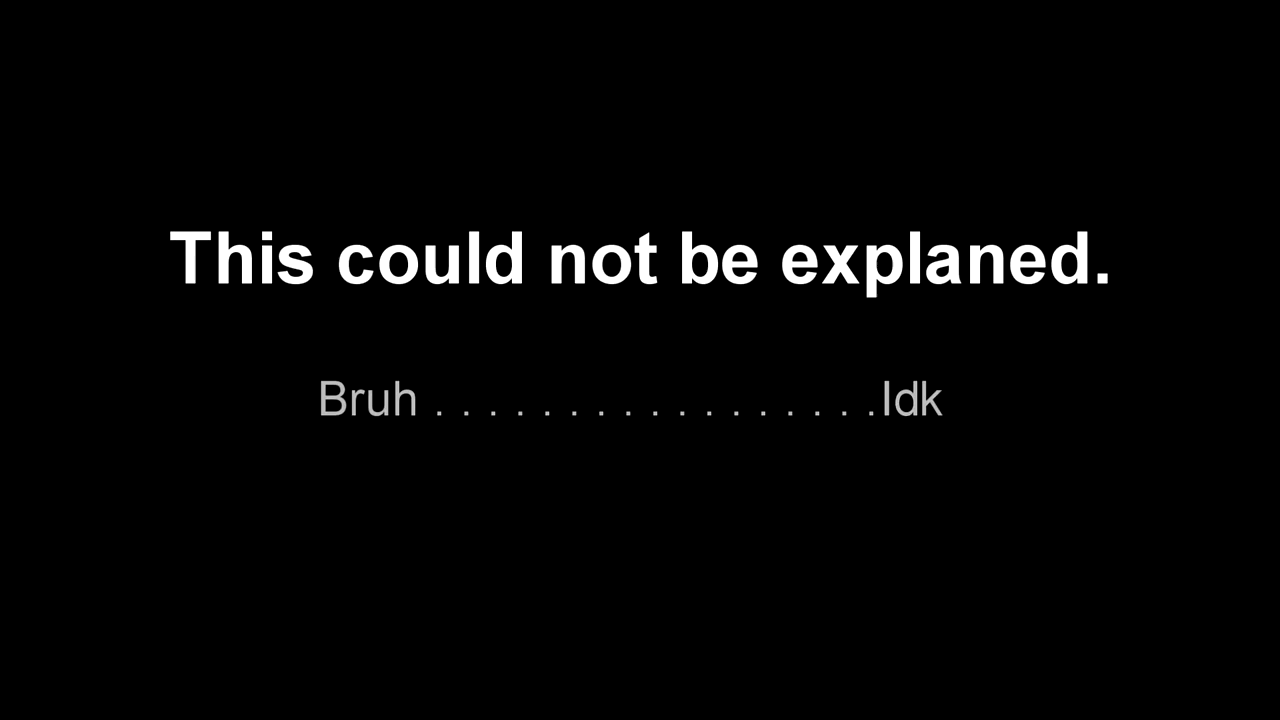 This could not be explaned.
Bruh . . . . . . . . . . . . . . . . .Idk